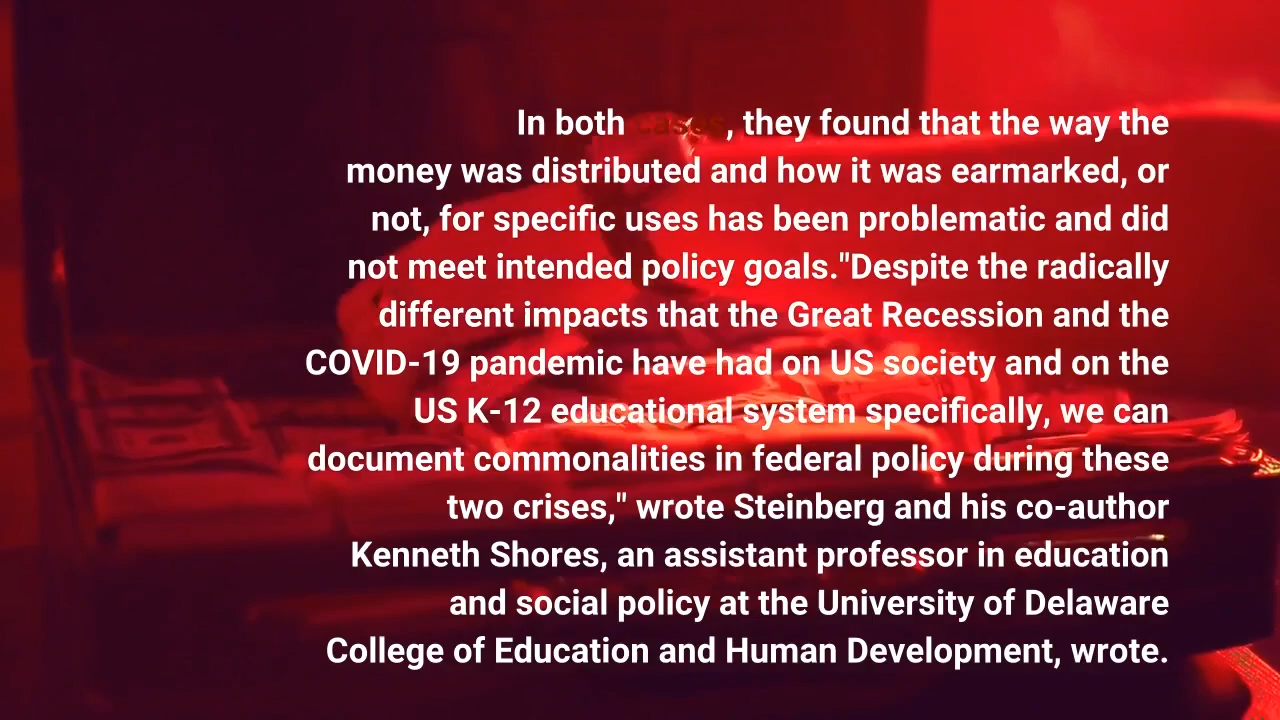 In both cases, they found that the way the
money was distributed and how it was earmarked, or
not, for specific uses has been problematic and did
not meet intended policy goals."Despite the radically
different impacts that the Great Recession and the
COVID-19 pandemic have had on US society and on the
US K-12 educational system specifically, we can
document commonalities in federal policy during these
two crises," wrote Steinberg and his co-author
Kenneth Shores, an assistant professor in education
and social policy at the University of Delaware
College of Education and Human Development, wrote.